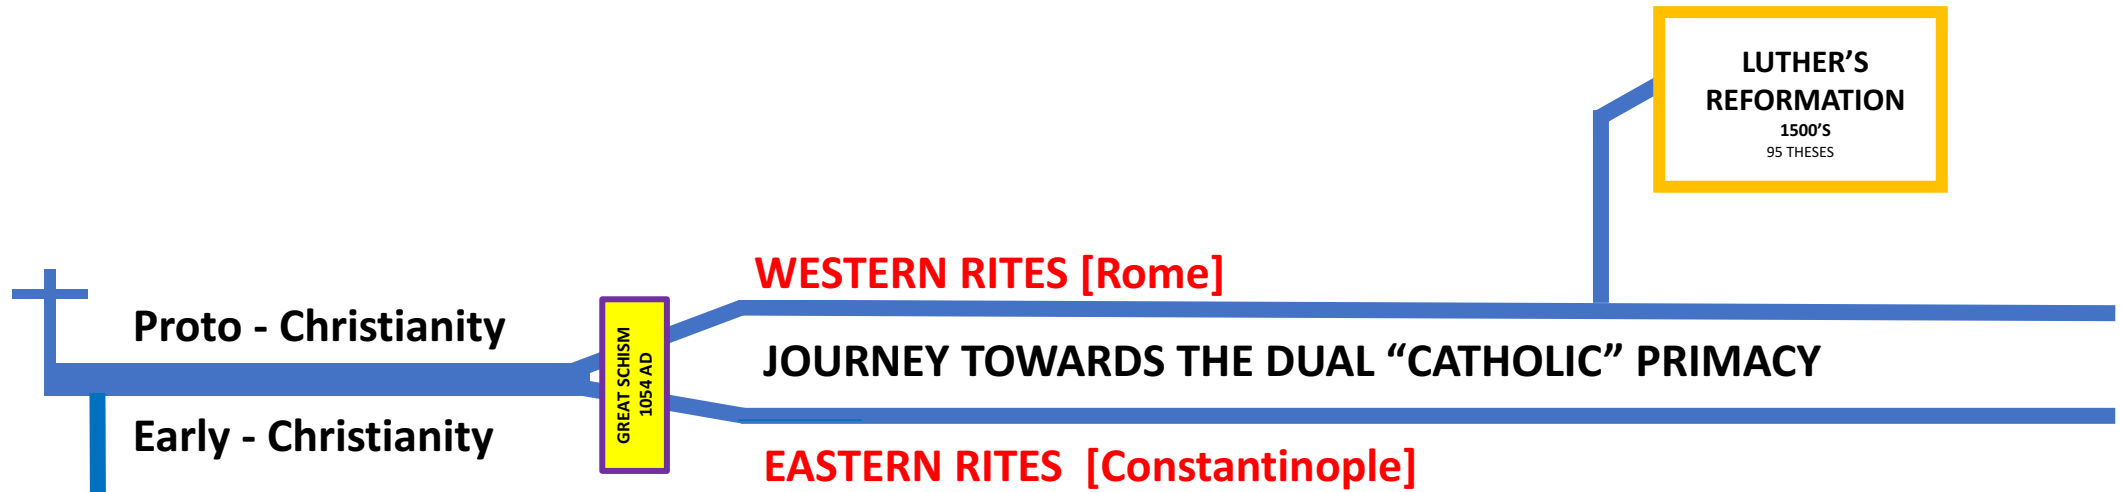 LUTHER’S
REFORMATION
1500’S
95 THESES
WESTERN RITES [Rome]
Proto - Christianity
GREAT SCHISM
1054 AD
JOURNEY TOWARDS THE DUAL “CATHOLIC” PRIMACY
Early - Christianity
EASTERN RITES  [Constantinople]